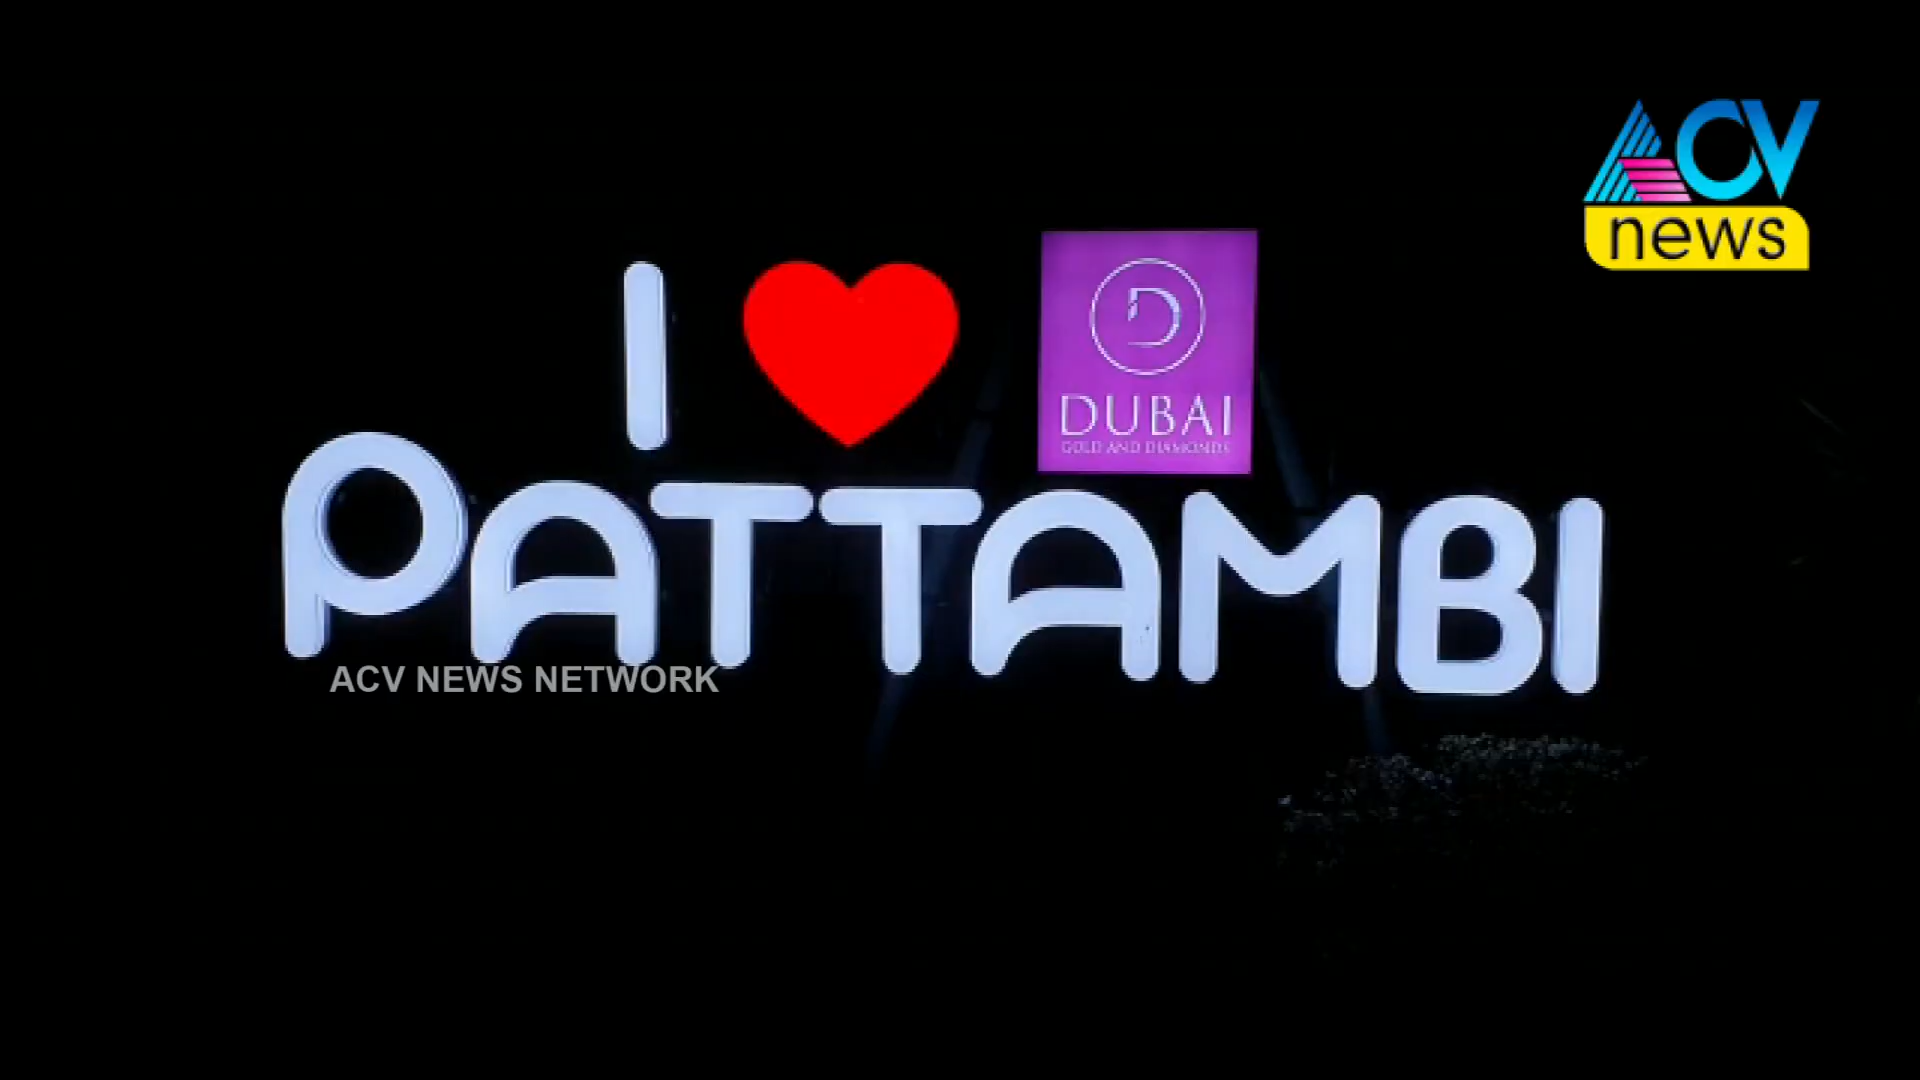 ACV
news
I
D
DUBAI
GOLD AND DIAMONDS
PATTAMBI
ACV NEWS NETWORK